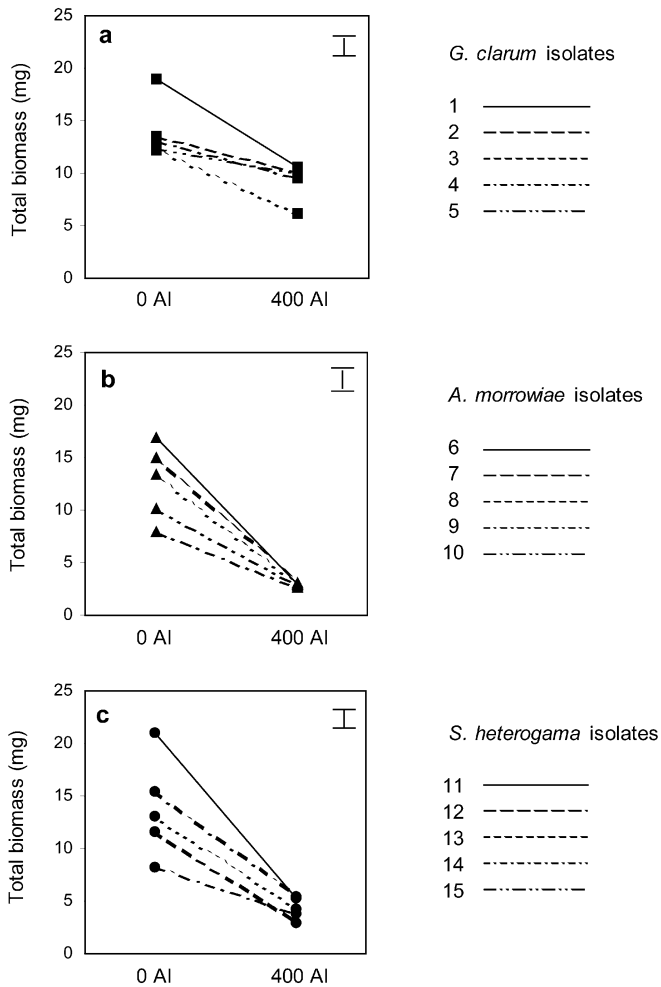 a
25
20
15
10
5
0
Total biomass (mg)
0 Al
400 Al
G. clarum isolates
1
2
3
4
5
b
25
20
15
10
5
0
Total biomass (mg)
0 Al
400 Al
A. morrowiae isolates
6
7
8
9
10
c
25
20
15
10
5
0
Total biomass (mg)
0 Al
400 Al
S. heterogama isolates
11
12
13
14
15